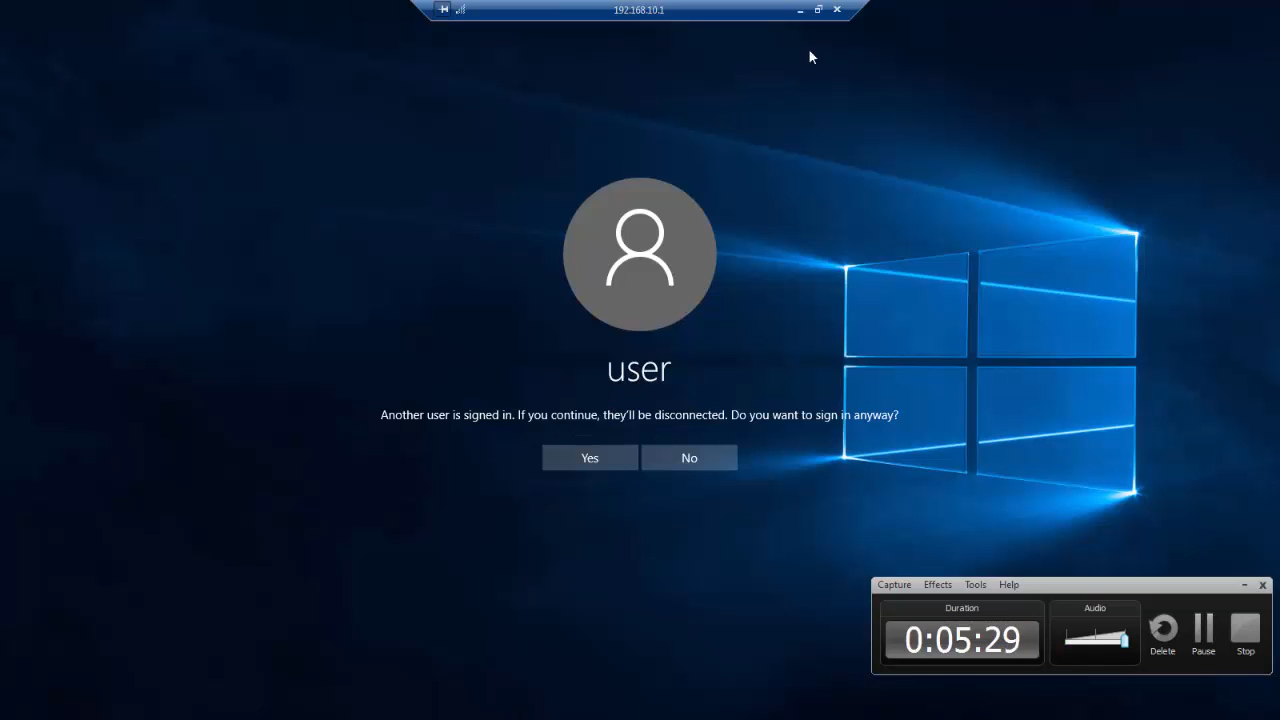 192.168.10.1
user
Another user is signed in. If you continue, they'll be disconnected. Do you want to sign in anyway?
Yes No
Capture Effects Tools Help
Duration Audio
0:05:29
Delete Pause Stop